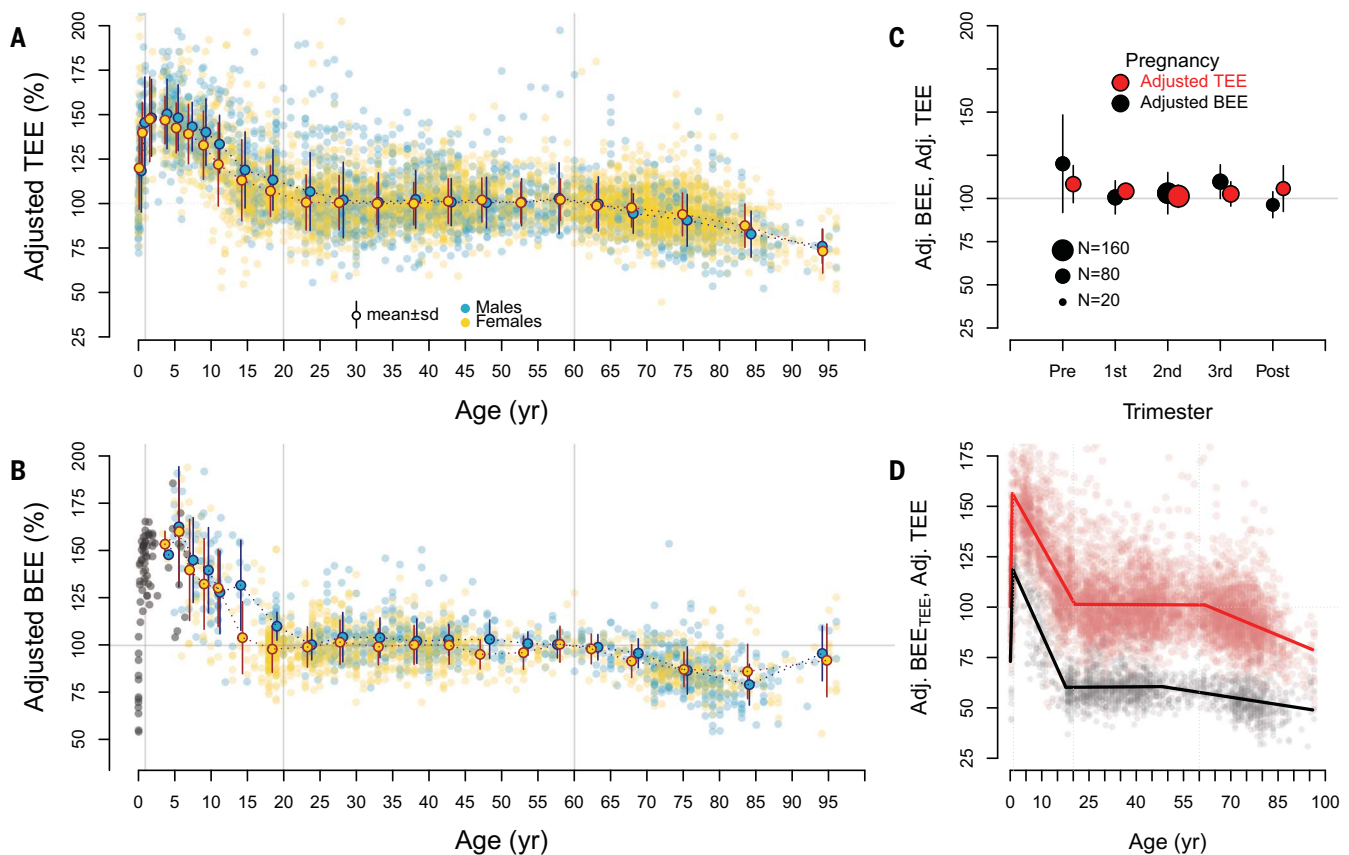 A
Adjusted TEE (%)
200
175
150
125
100
75
50
25
mean±sd
Males
Females
0 5 10 15 20 25 30 35 40 45 50 55 60 65 70 75 80 85 90 95
Age (yr)
B
Adjusted BEE (%)
200
175
150
125
100
75
50
0 5 10 15 20 25 30 35 40 45 50 55 60 65 70 75 80 85 90 95
Age (yr)
C
Adj. BEE, Adj. TEE
200
150
100
75
50
25
Pregnancy
Adjusted TEE
Adjusted BEE
N=160
N=80
N=20
Pre 1st 2nd 3rd Post
Trimester
D
Adj. BEETEE, Adj. TEE
175
150
125
100
75
50
25
0 10 25 40 55 70 85 100
Age (yr)